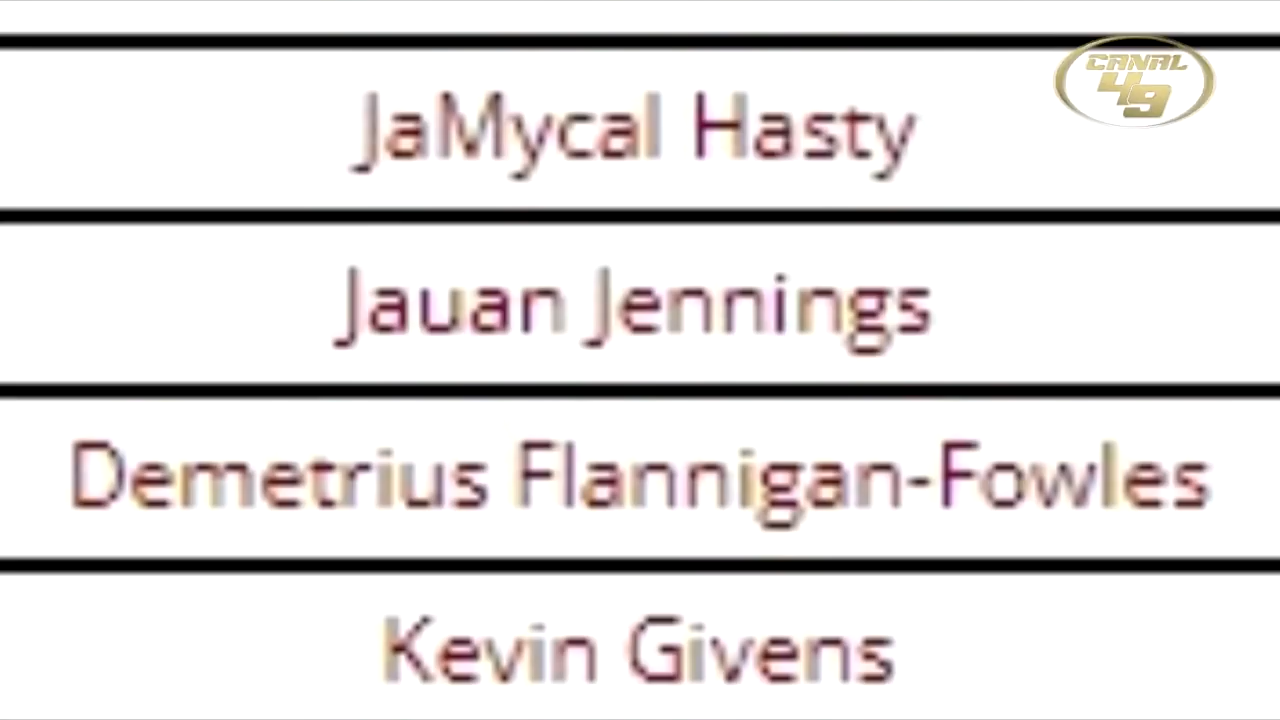 CANAL
49
JaMycal Hasty
Jauan Jennings
Demetrius Flannigan-Fowles
Kevin Givens